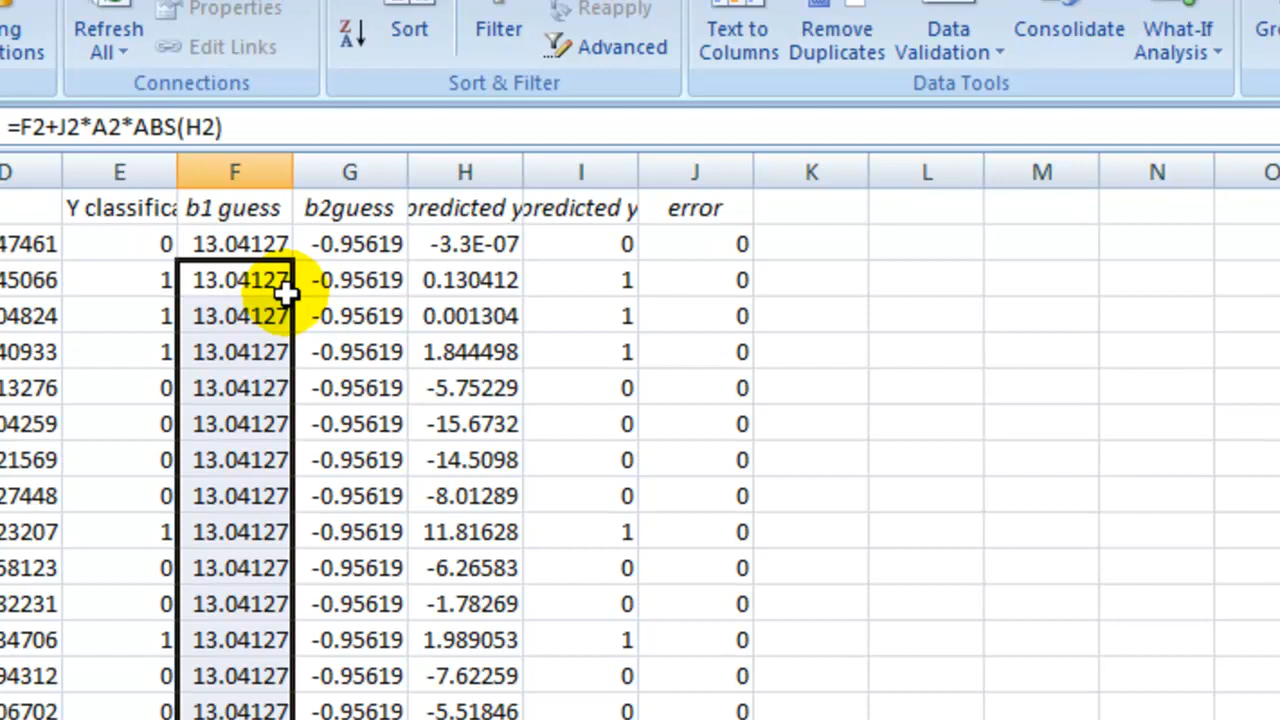 Properties Reapply
Refresh Sort Filter Text to Remove Data Consolidate What-If
All Edit Links Advanced Columns Duplicates Validation Analysis
Connections Sort & Filter Data Tools
=F2+J2*A2*ABS(H2)
D E F G H I J K L M N O
Y classifica b1 guess b2guess predicted y predicted y error
47461 0 13.04127 -0.95619 -3.3E-07 0 0
45066 1 13.04127 -0.95619 0.130412 1 0
04824 1 13.04127 -0.95619 0.001304 1 0
40933 1 13.04127 -0.95619 1.844498 1 0
13276 0 13.04127 -0.95619 -5.75229 0 0
04259 0 13.04127 -0.95619 -15.6732 0 0
21569 0 13.04127 -0.95619 -14.5098 0 0
27448 0 13.04127 -0.95619 -8.01289 0 0
23207 1 13.04127 -0.95619 11.81628 1 0
58123 0 13.04127 -0.95619 -6.26583 0 0
32231 0 13.04127 -0.95619 -1.78269 0 0
34706 1 13.04127 -0.95619 1.989053 1 0
94312 0 13.04127 -0.95619 -7.62259 0 0
06702 0 13.04127 -0.95619 -5.51846 0 0